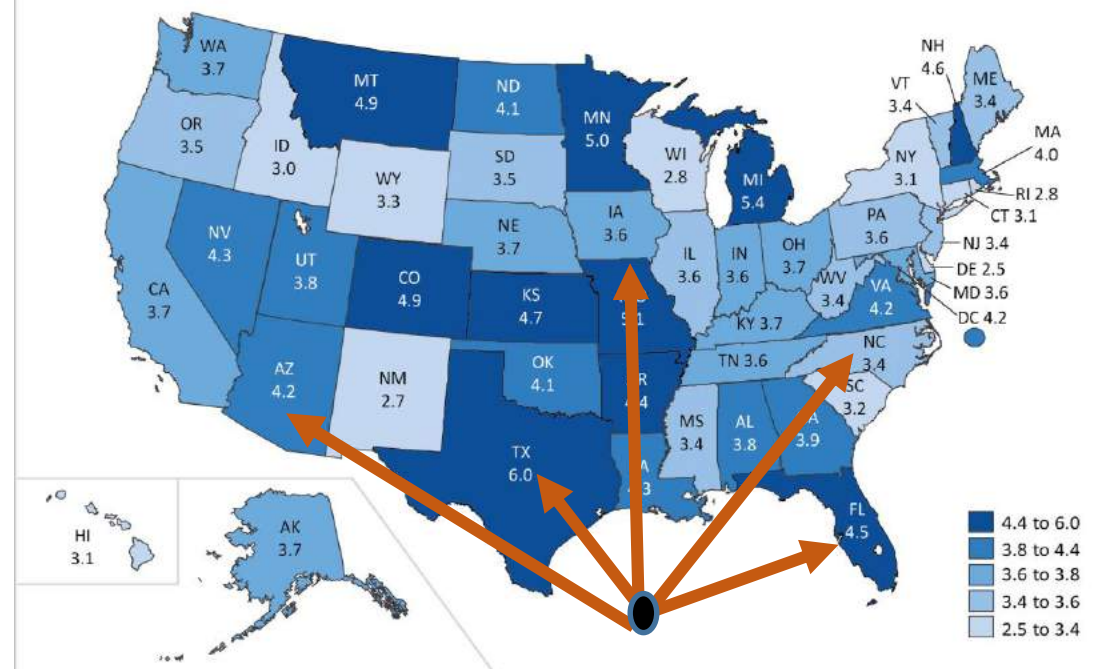 WA
3.7
MT
4.9
ND
4.1
MN
5.0
NH
4.6
VT
3.4
ME
3.4
MA
4.0
OR
3.5
ID
3.0
WY
3.3
SD
3.5
WI
2.8
MI
5.4
NY
3.1
RI 2.8
CT 3.1
NV
4.3
UT
3.8
CO
4.9
NE
3.7
IA
3.6
IL
3.6
IN
3.6
OH
3.7
PA
3.6
NJ 3.4
DE 2.5
MD 3.6
DC 4.2
WV
3.4
VA
4.2
CA
3.7
KS
4.7
5.1
KY 3.7
TN 3.6
NC
3.4
SC
3.2
AZ
4.2
NM
2.7
OK
4.1
MS
3.4
AL
3.8
3.9
TX
6.0
FL
4.5
HI
3.1
AK
3.7
4.4 to 6.0
3.8 to 4.4
3.6 to 3.8
3.4 to 3.6
2.5 to 3.4